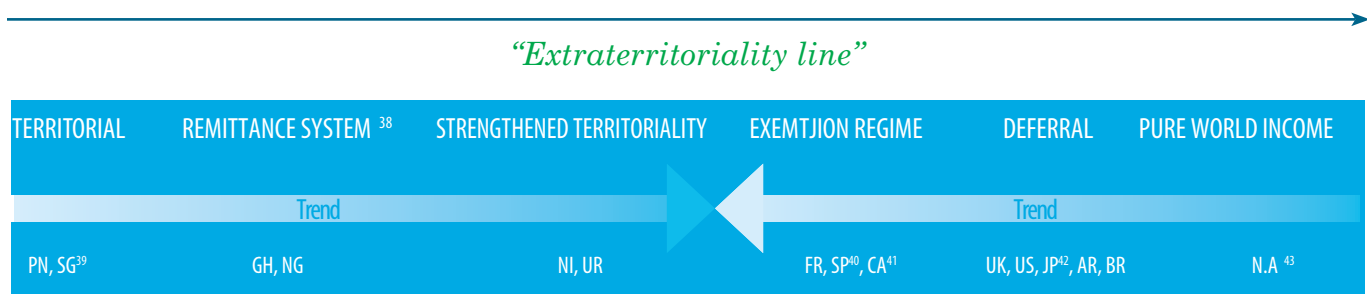 “Extraterritoriality line”
TERRITORIAL REMITTANCE SYSTEM 38 STRENGTHENED TERRITORIALITY EXEMTJION REGIME DEFERRAL PURE WORLD INCOME
Trend Trend
PN, SG39 GH, NG NI, UR FR, SP40, CA41 UK, US, JP42, AR, BR N.A 43